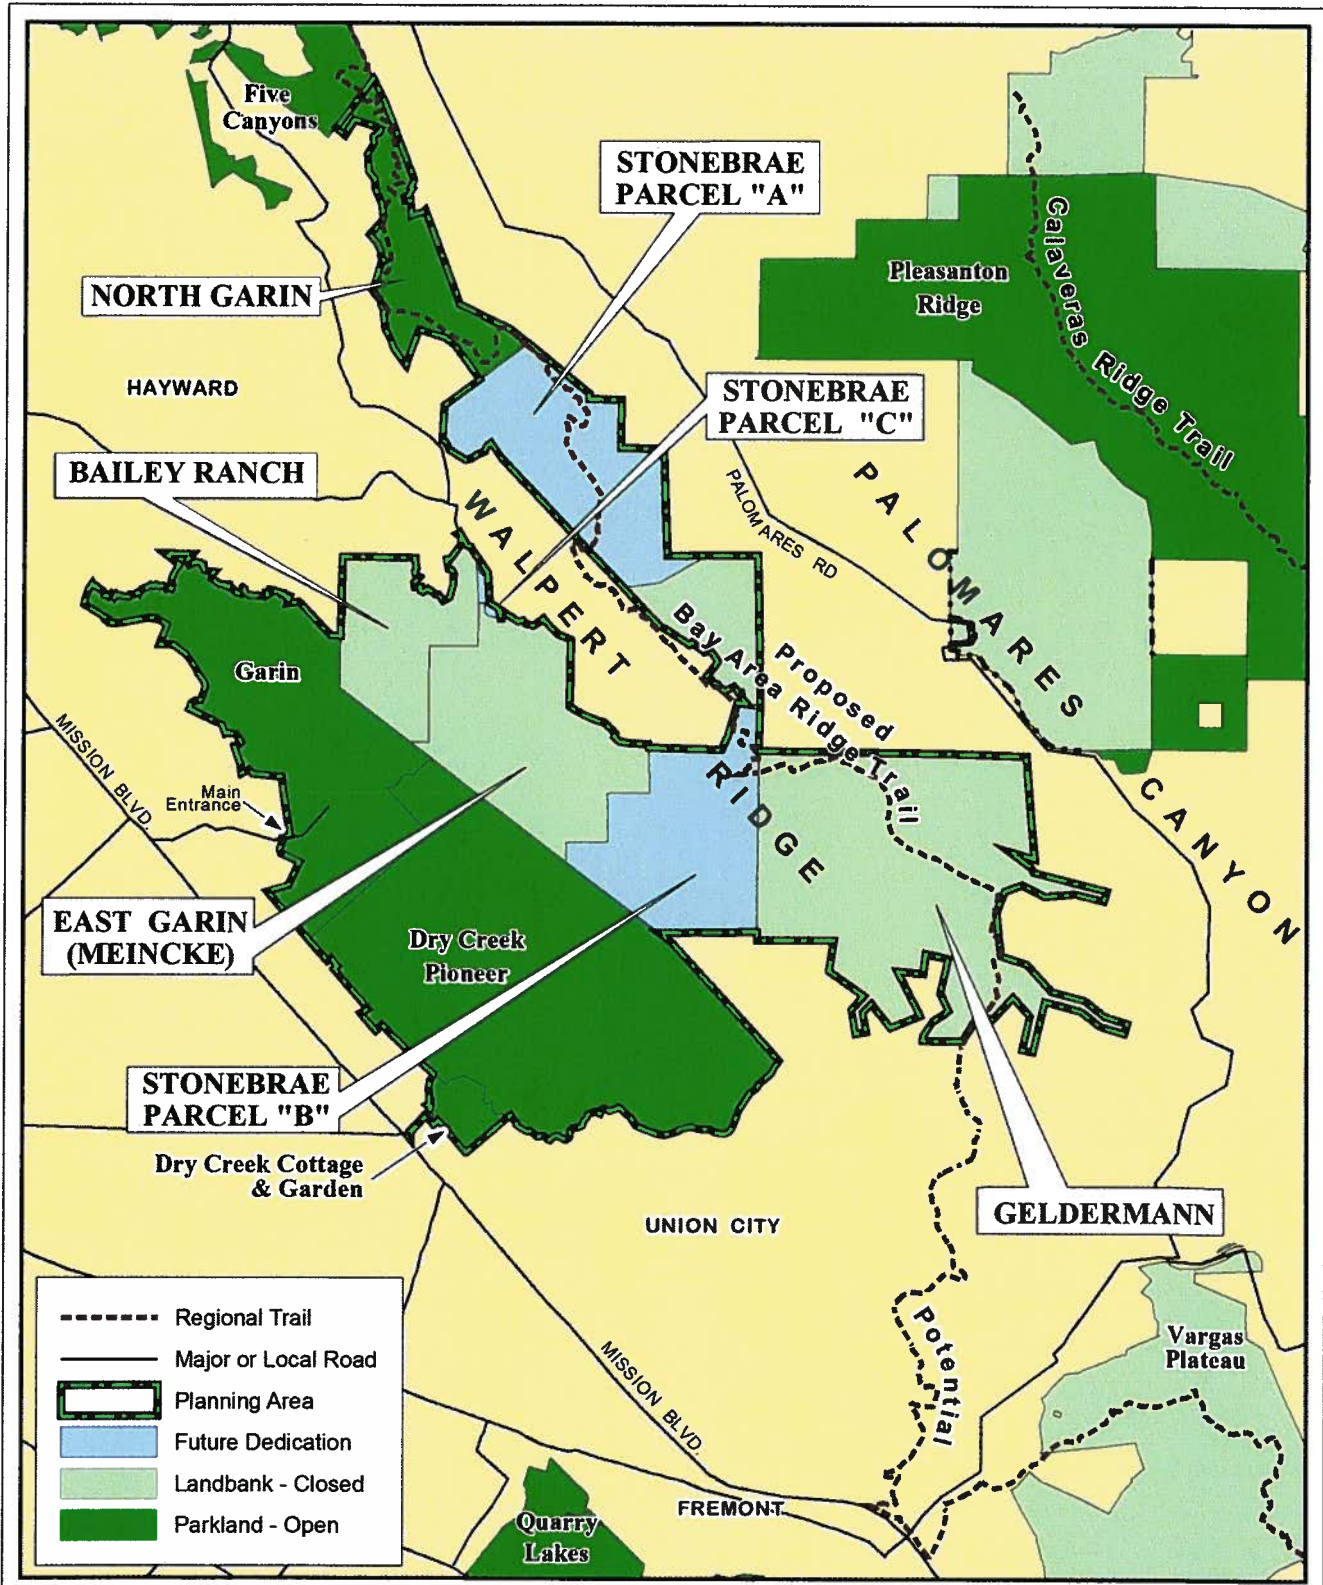 Five
Canyons
STONEBRAE
PARCEL "A"
Calaveras Ridge Trail
Pleasanton
Ridge
NORTH GARIN
HAYWARD
STONEBRAE
PARCEL "C"
BAILEY RANCH
PALOMARES RD
PALOMARES CANYON
WALPERT RIDGE
Proposed
Bay Area Ridge Trail
Garin
MISSION BLVD.
Main
Entrance
EAST GARIN
(MEINCKE)
Dry Creek
Pioneer
STONEBRAE
PARCEL "B"
Dry Creek Cottage
& Garden
GELDERMANN
UNION CITY
Potential
Vargas
Plateau
MISSION BLVD.
FREMONT
Quarry
Lakes
Regional Trail
Major or Local Road
Planning Area
Future Dedication
Landbank - Closed
Parkland - Open